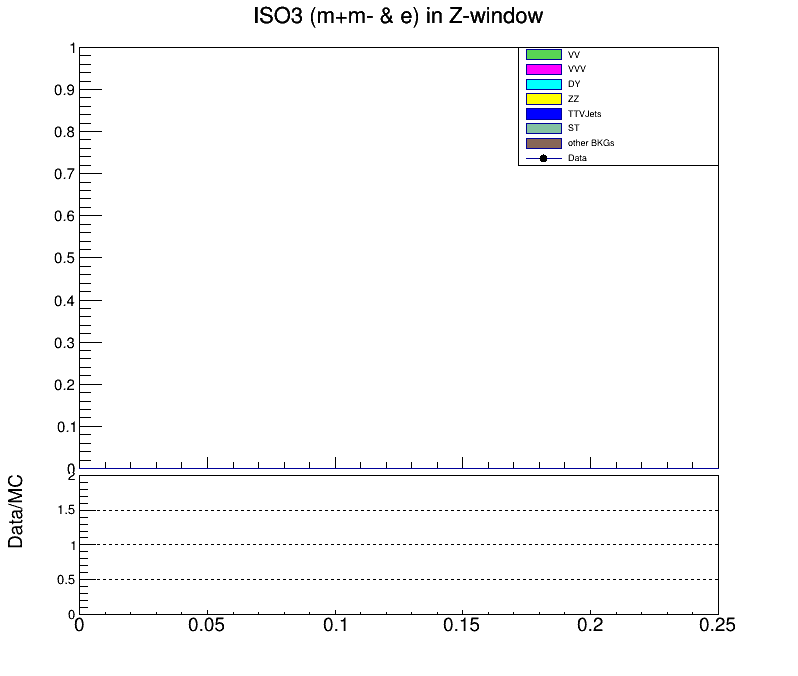 ISO3 (m+m- & e) in Z-window
1
0.9
0.8
0.7
0.6
0.5
0.4
0.3
0.2
0.1
0
VV
VVV
DY
ZZ
TTVJets
ST
other BKGs
Data
Data/MC
2
1.5
1
0.5
0
0 0.05 0.1 0.15 0.2 0.25